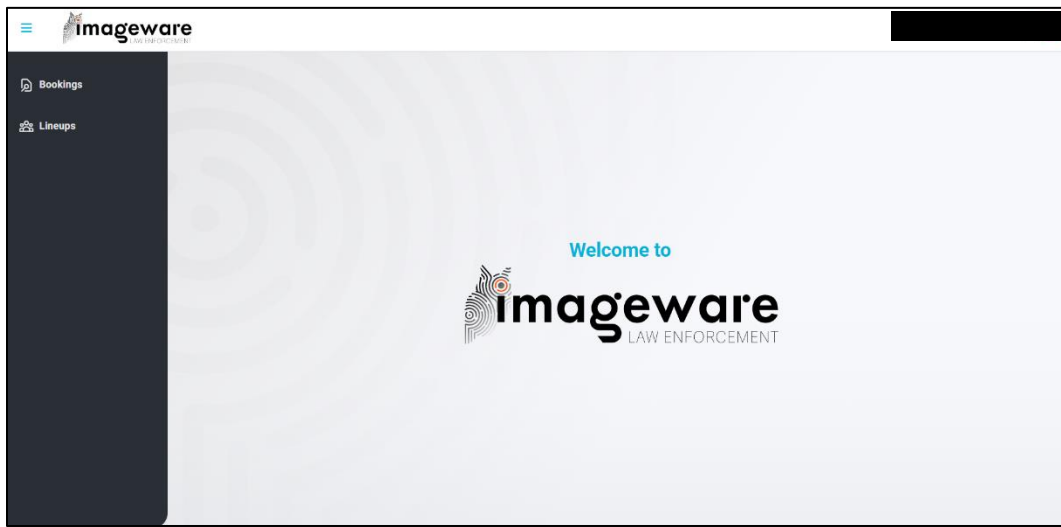 imageware
LAW ENFORCEMENT
Bookings
Lineups
Welcome to
imageware
LAW ENFORCEMENT